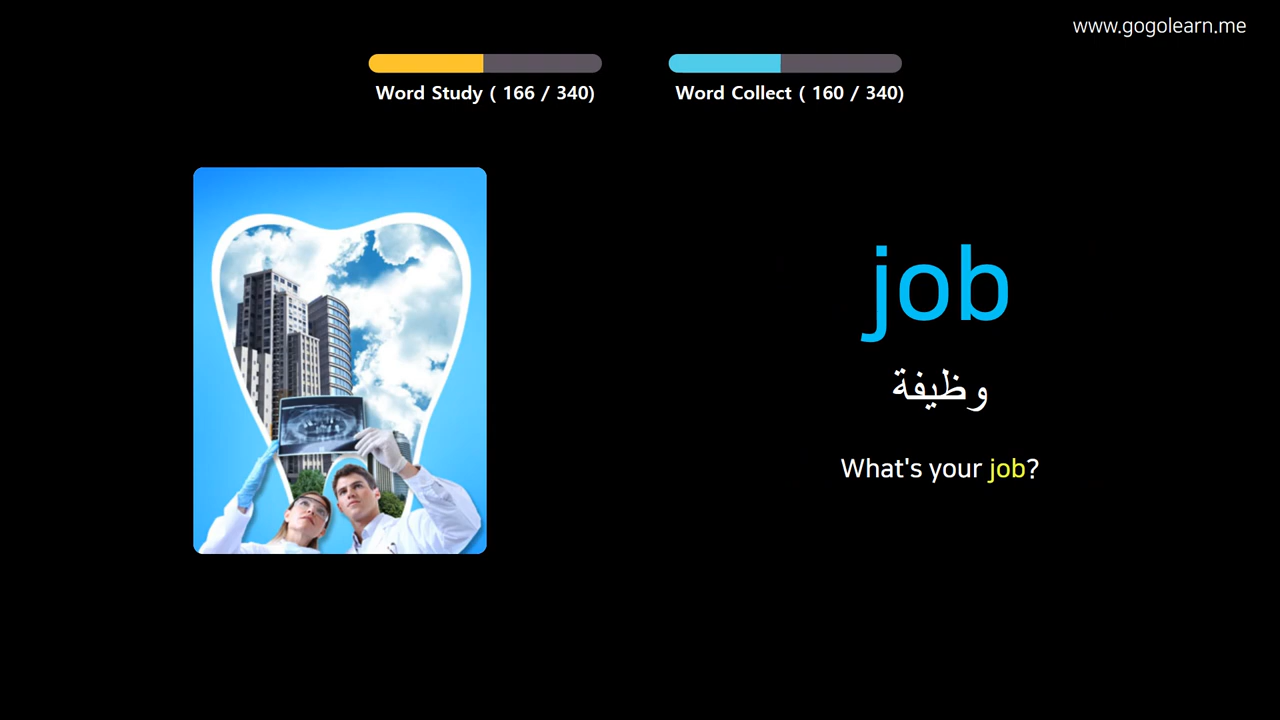 www.gogolearn.me
Word Study ( 166 / 340)
Word Collect ( 160 / 340)
job
وظيفة
What's your job?